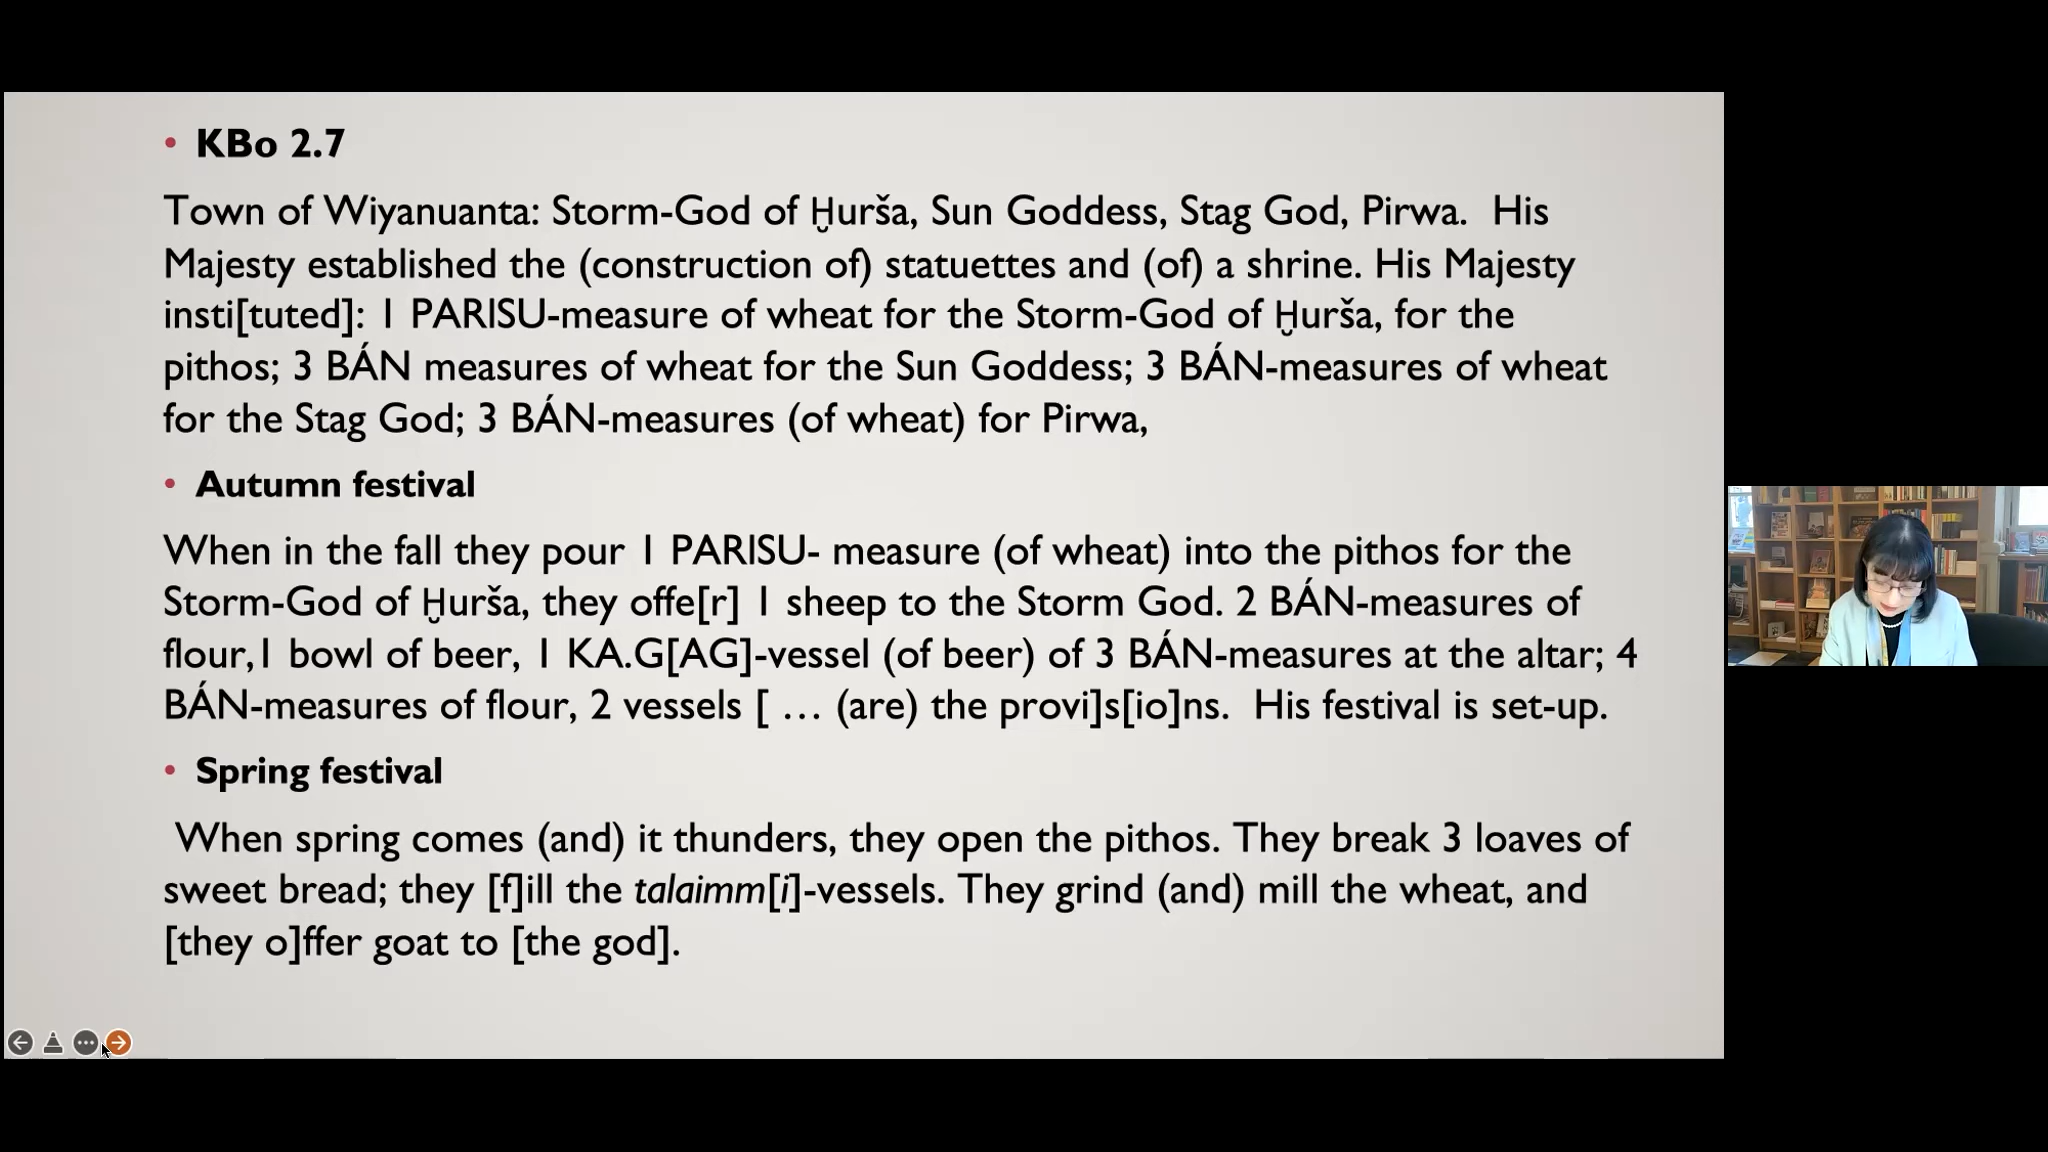 • KBo 2.7
Town of Wiyanuanta: Storm-God of Ḫurša, Sun Goddess, Stag God, Pirwa.  His
Majesty established the (construction of) statuettes and (of) a shrine. His Majesty
insti[tuted]: 1 PARISU-measure of wheat for the Storm-God of Ḫurša, for the
pithos; 3 BÁN measures of wheat for the Sun Goddess; 3 BÁN-measures of wheat
for the Stag God; 3 BÁN-measures (of wheat) for Pirwa,
• Autumn festival
When in the fall they pour 1 PARISU- measure (of wheat) into the pithos for the
Storm-God of Ḫurša, they offe[r] 1 sheep to the Storm God. 2 BÁN-measures of
flour,1 bowl of beer, 1 KA.G[AG]-vessel (of beer) of 3 BÁN-measures at the altar; 4
BÁN-measures of flour, 2 vessels [ … (are) the provi]s[io]ns.  His festival is set-up.
• Spring festival
When spring comes (and) it thunders, they open the pithos. They break 3 loaves of
sweet bread; they [f]ill the talaimm[i]-vessels. They grind (and) mill the wheat, and
[they o]ffer goat to [the god].